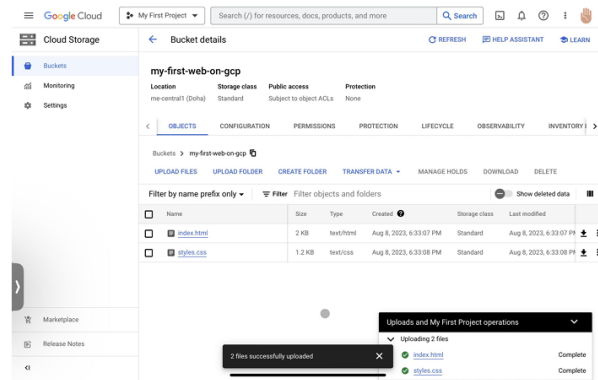 Google Cloud
My First Project
Search (/) for resources, docs, products, and more
Search
Cloud Storage
Bucket details
REFRESH
HELP ASSISTANT
LEARN
Buckets
Monitoring
Settings
my-first-web-on-gcp
Location
Storage class
Public access
Protection
me-central1 (Doha)
Standard
Subject to object ACLs
None
OBJECTS
CONFIGURATION
PERMISSIONS
PROTECTION
LIFECYCLE
OBSERVABILITY
INVENTORY
Buckets > my-first-web-on-gcp
UPLOAD FILES
UPLOAD FOLDER
CREATE FOLDER
TRANSFER DATA
MANAGE HOLDS
DOWNLOAD
DELETE
Filter by name prefix only
Filter
Filter objects and folders
Show deleted data
Name
Size
Type
Created
Storage class
Last modified
index.html
2 KB
text/html
Aug 8, 2023, 6:33:07 PM
Standard
Aug 8, 2023, 6:33:07 PM
styles.css
1.2 KB
text/css
Aug 8, 2023, 6:33:08 PM
Standard
Aug 8, 2023, 6:33:08 PM
Marketplace
Release Notes
Uploads and My First Project operations
Uploading 2 files
index.html
Complete
styles.css
Complete
2 files successfully uploaded